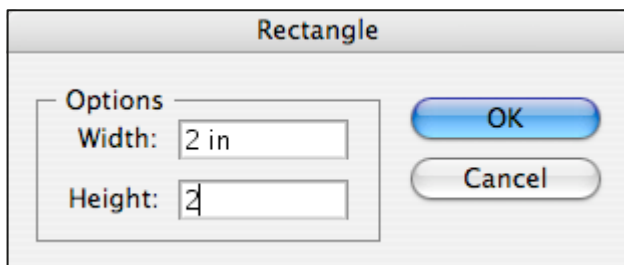 Rectangle
Options
Width: 2 in
Height: 2
OK
Cancel